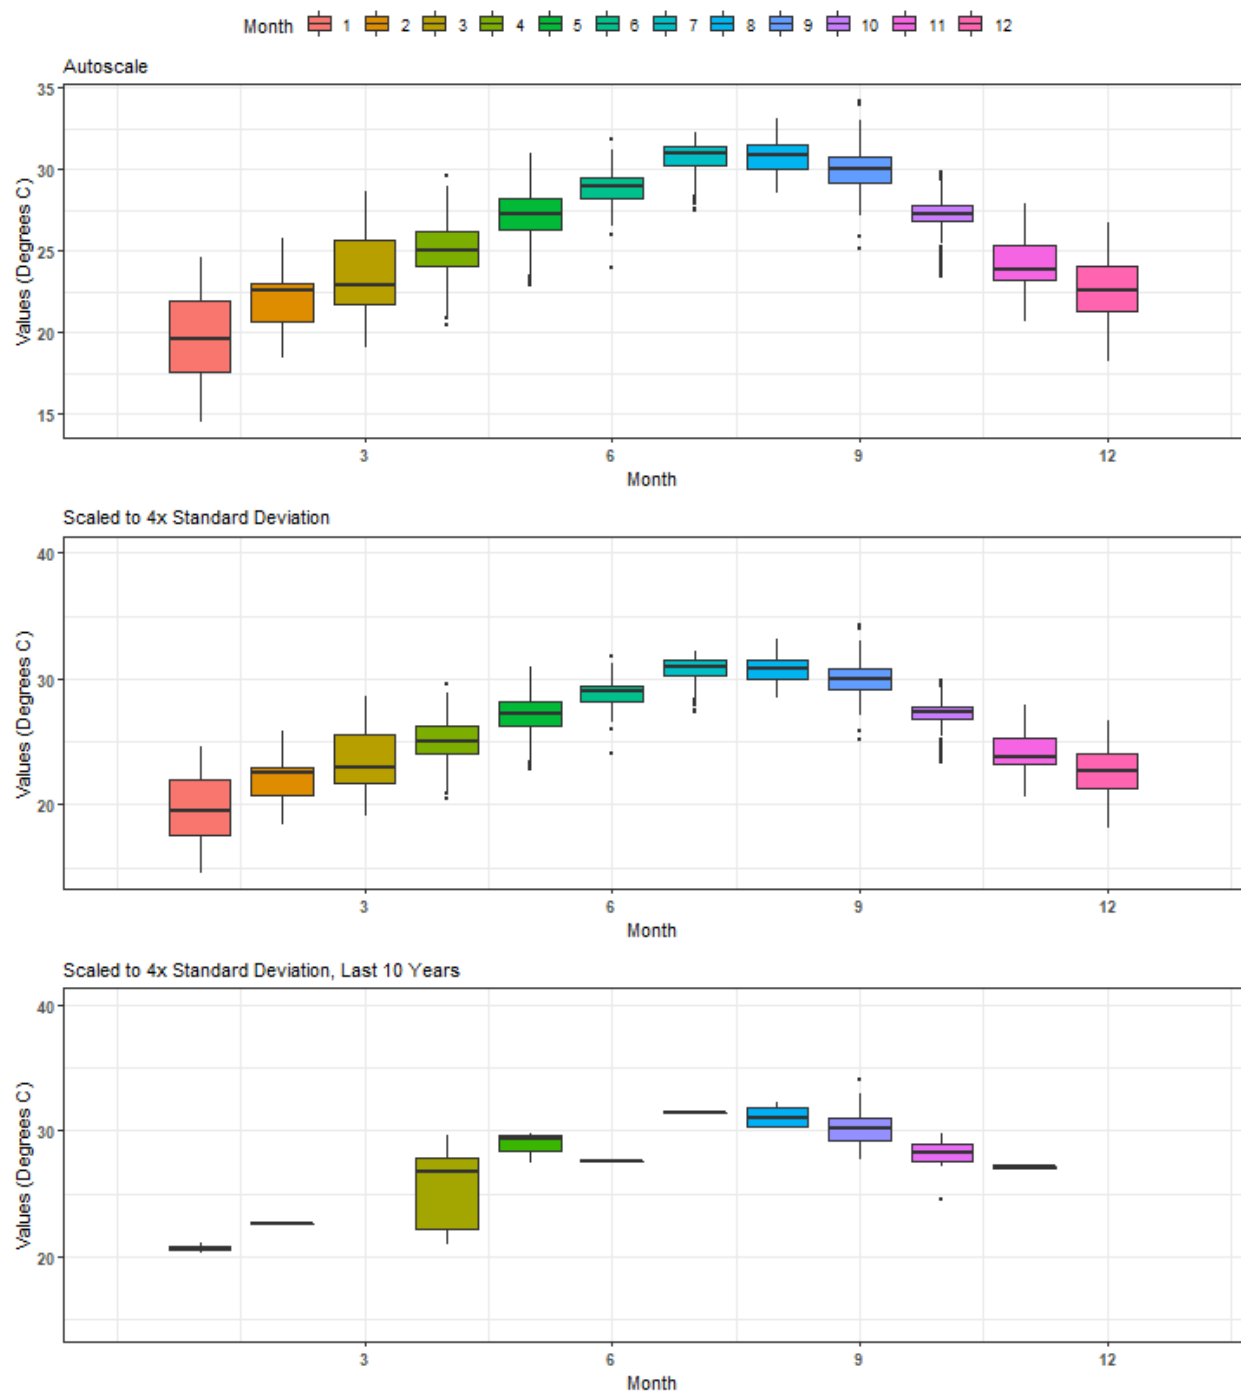 Month 1 2 3 4 5 6 7 8 9 10 11 12
Autoscale
Values (Degrees C)
35
30
25
20
15
3 6 9 12
Month
Scaled to 4x Standard Deviation
Values (Degrees C)
40
30
20
3 6 9 12
Month
Scaled to 4x Standard Deviation, Last 10 Years
Values (Degrees C)
40
30
20
3 6 9 12
Month